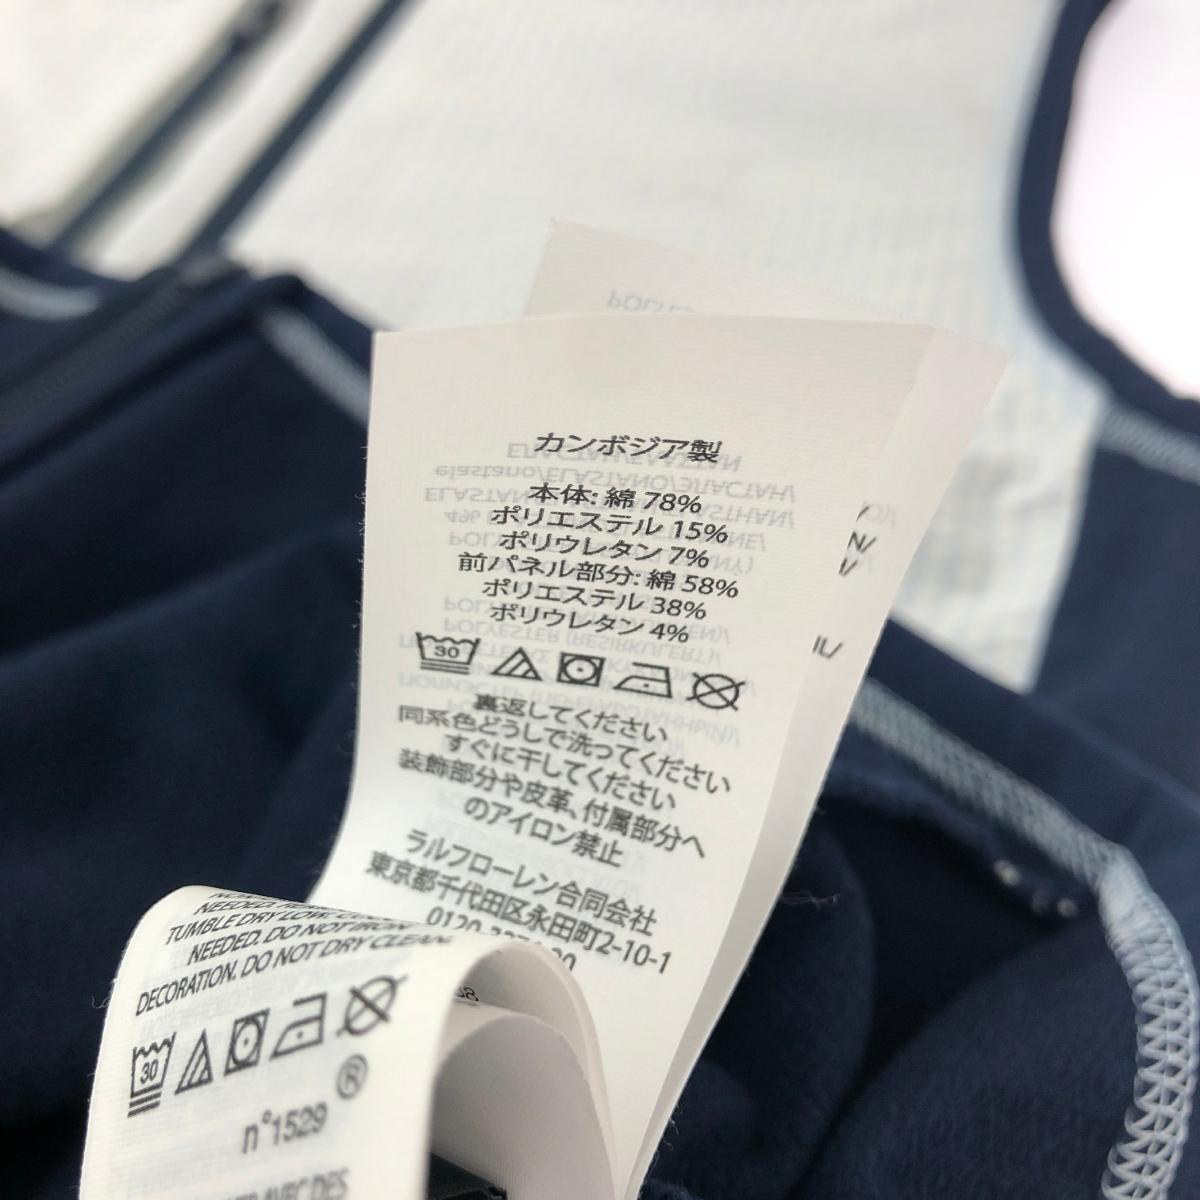 カンボジア製
本体: 綿 78%
ポリエステル 15%
ポリウレタン 7%
前パネル部分: 綿 58%
ポリエステル 38%
ポリウレタン 4%
30
裏返してください
同系色どうしで洗ってください
すぐに干してください
装飾部分や皮革、付属部分へ
のアイロン禁止
ラルフローレン合同会社
東京都千代田区永田町2-10-1
0120-
TUMBLE DRY LOW.
NEEDED. DO NOT IRON
DECORATION. DO NOT DRY CLEAN.
30
®
n°1529
AVEC DES